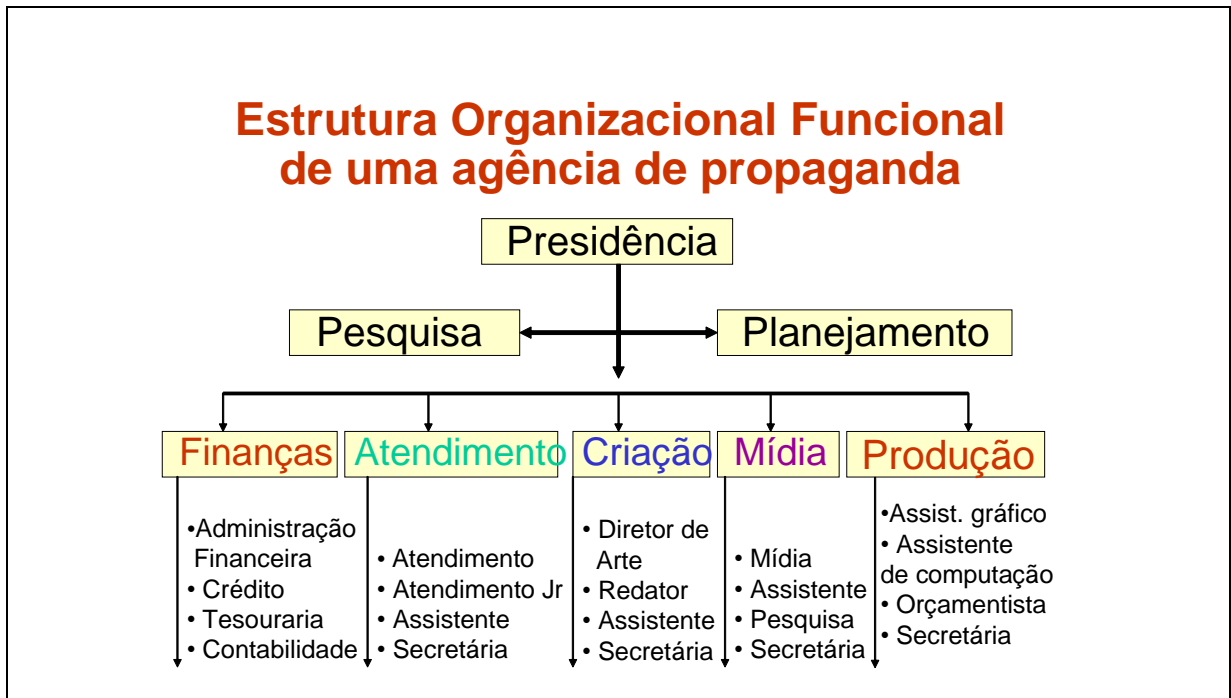 Estrutura Organizacional Funcional
de uma agência de propaganda
Presidência
Pesquisa
Planejamento
Finanças
Atendimento
Criação
Mídia
Produção
•Administração
Financeira
• Crédito
• Tesouraria
• Contabilidade
• Atendimento
• Atendimento Jr
• Assistente
• Secretária
• Diretor de
Arte
• Redator
• Assistente
• Secretária
• Mídia
• Assistente
• Pesquisa
• Secretária
•Assist. gráfico
• Assistente
de computação
• Orçamentista
• Secretária